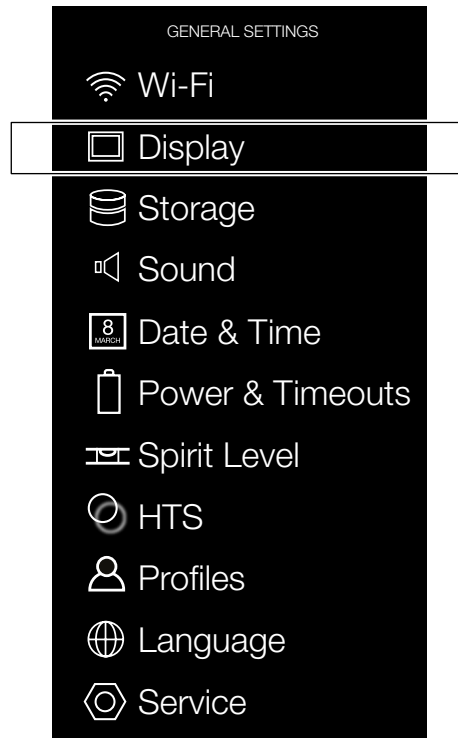 GENERAL SETTINGS
Wi-Fi
Display
Storage
Sound
8
MARCH
Date & Time
Power & Timeouts
Spirit Level
HTS
Profiles
Language
Service